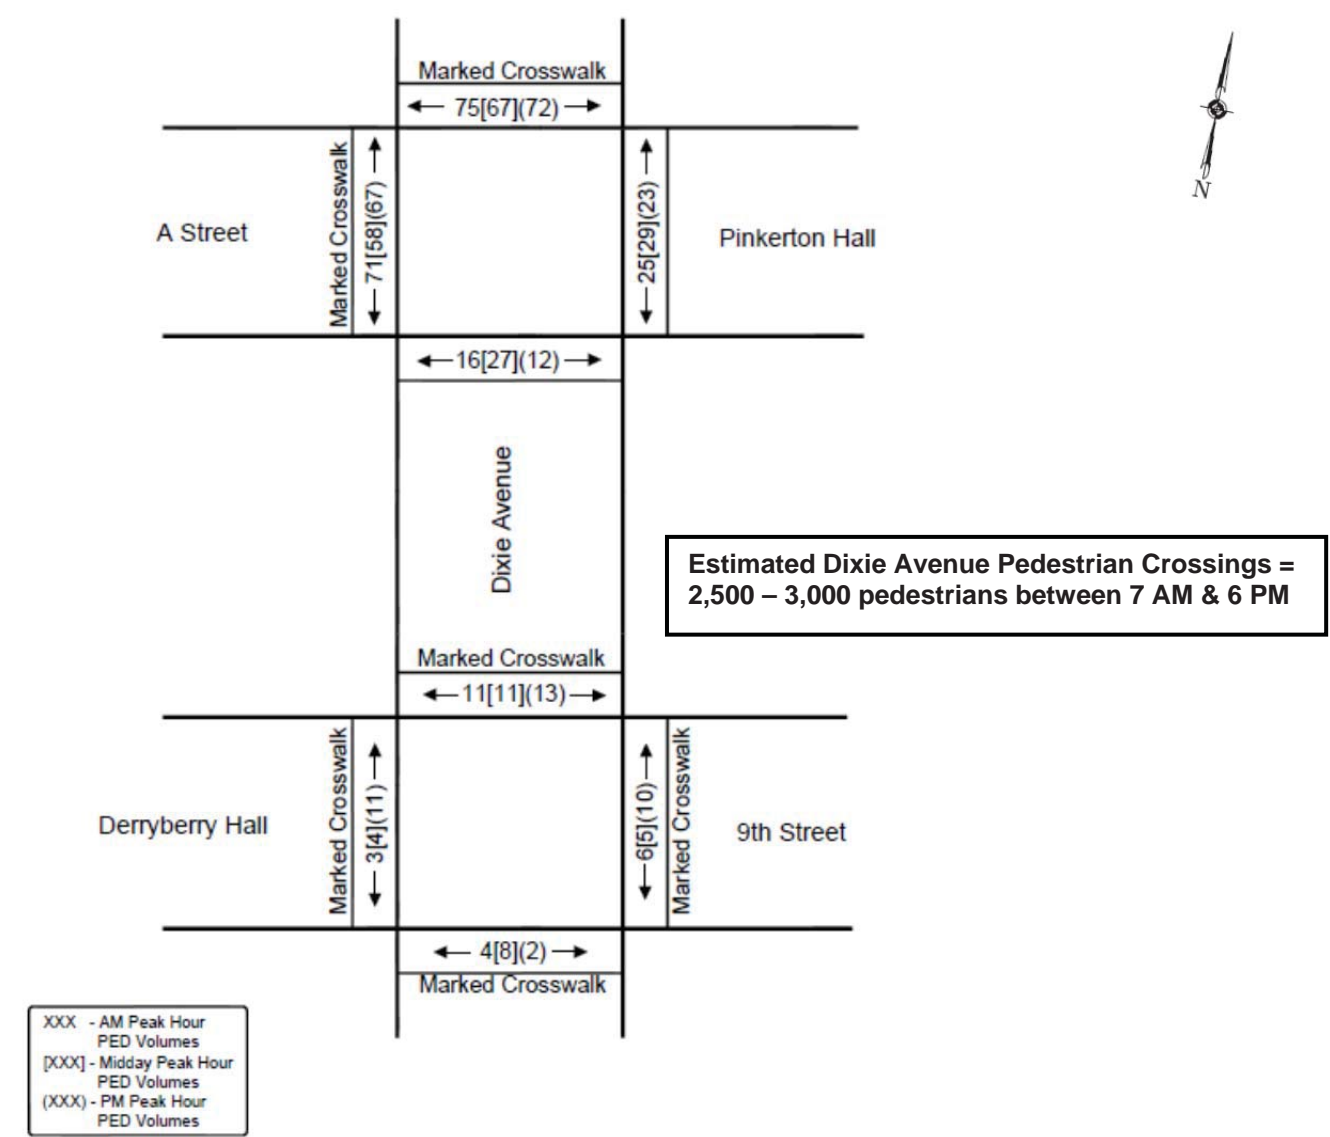 Marked Crosswalk
75[67](72)
N
Marked Crosswalk
71[58](67)
25[29](23)
A Street
Pinkerton Hall
16[27](12)
Dixie Avenue
Estimated Dixie Avenue Pedestrian Crossings =
2,500 – 3,000 pedestrians between 7 AM & 6 PM
Marked Crosswalk
11[11](13)
Marked Crosswalk
3[4](11)
6[5](10)
Marked Crosswalk
Derryberry Hall
9th Street
4[8](2)
Marked Crosswalk
XXX - AM Peak Hour
PED Volumes
[XXX] - Midday Peak Hour
PED Volumes
(XXX) - PM Peak Hour
PED Volumes